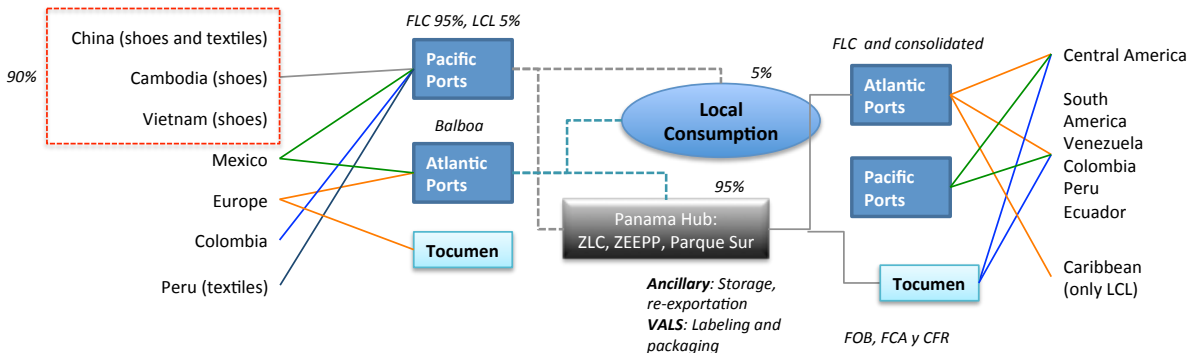 90%
China (shoes and textiles)
Cambodia (shoes)
Vietnam (shoes)
Mexico
Europe
Colombia
Peru (textiles)
FLC 95%, LCL 5%
Pacific
Ports
Balboa
Atlantic
Ports
Tocumen
5%
Local
Consumption
95%
Panama Hub:
ZLC, ZEEPP, Parque Sur
Ancillary: Storage,
re-exportation
VALS: Labeling and
packaging
FLC and consolidated
Atlantic
Ports
Pacific
Ports
Tocumen
FOB, FCA y CFR
Central America
South
America
Venezuela
Colombia
Peru
Ecuador
Caribbean
(only LCL)